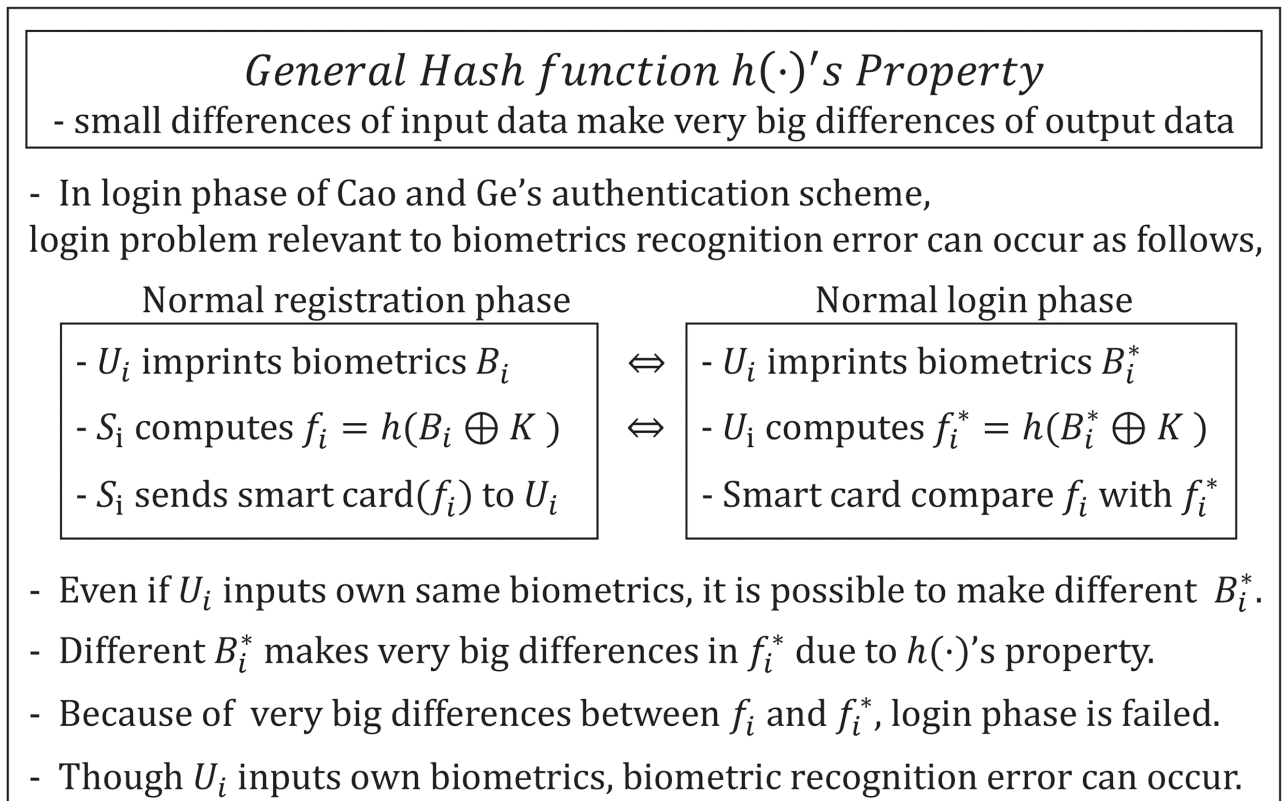 General Hash function h(·)'s Property
- small differences of input data make very big differences of output data
- In login phase of Cao and Ge’s authentication scheme,
login problem relevant to biometrics recognition error can occur as follows,
Normal registration phase
- U_i imprints biometrics B_i
- S_i computes f_i = h(B_i ⊕ K )
- S_i sends smart card(f_i) to U_i
⇔
⇔
Normal login phase
- U_i imprints biometrics B_i^*
- U_i computes f_i^* = h(B_i^* ⊕ K )
- Smart card compare f_i with f_i^*
- Even if U_i inputs own same biometrics, it is possible to make different B_i^*.
- Different B_i^* makes very big differences in f_i^* due to h(·)’s property.
- Because of very big differences between f_i and f_i^*, login phase is failed.
- Though U_i inputs own biometrics, biometric recognition error can occur.